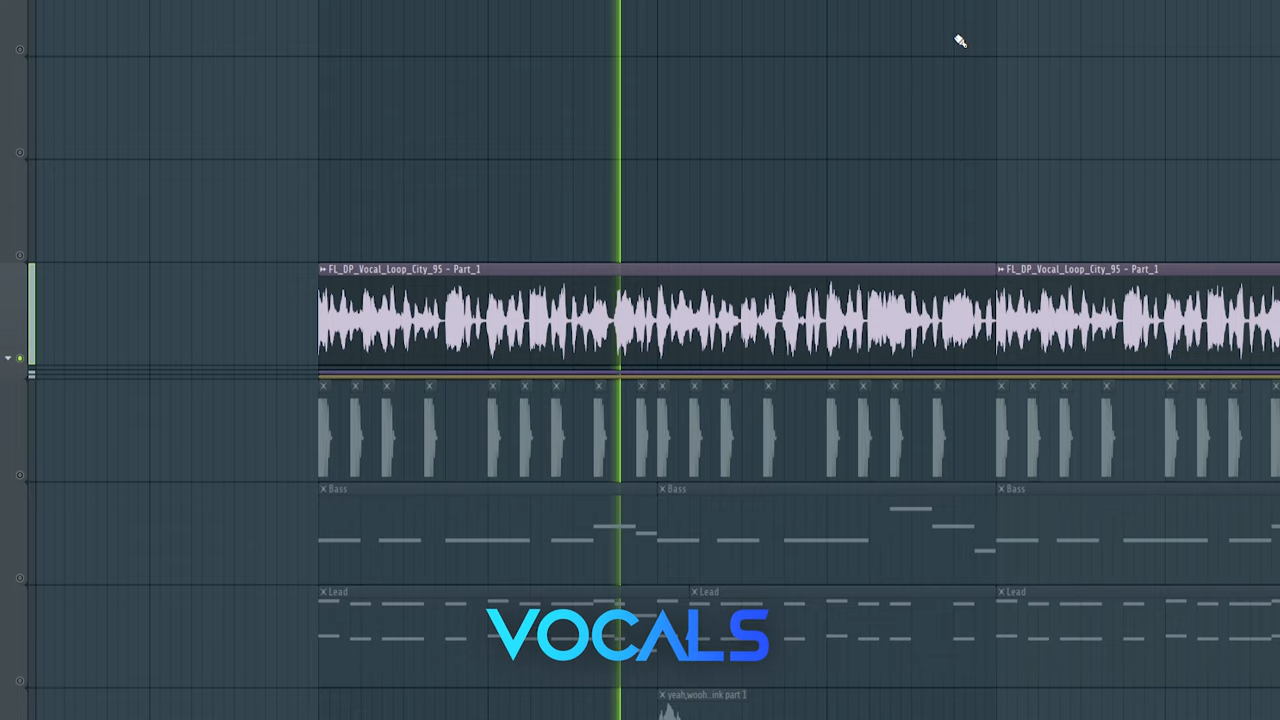 FL_DP_Vocal_Loop_City_95 - Part_1
FL_DP_Vocal_Loop_City_95 - Part_1
Bass
Bass
Bass
Lead
Lead
Lead
VOCALS
yeah,wooh..ink part 1